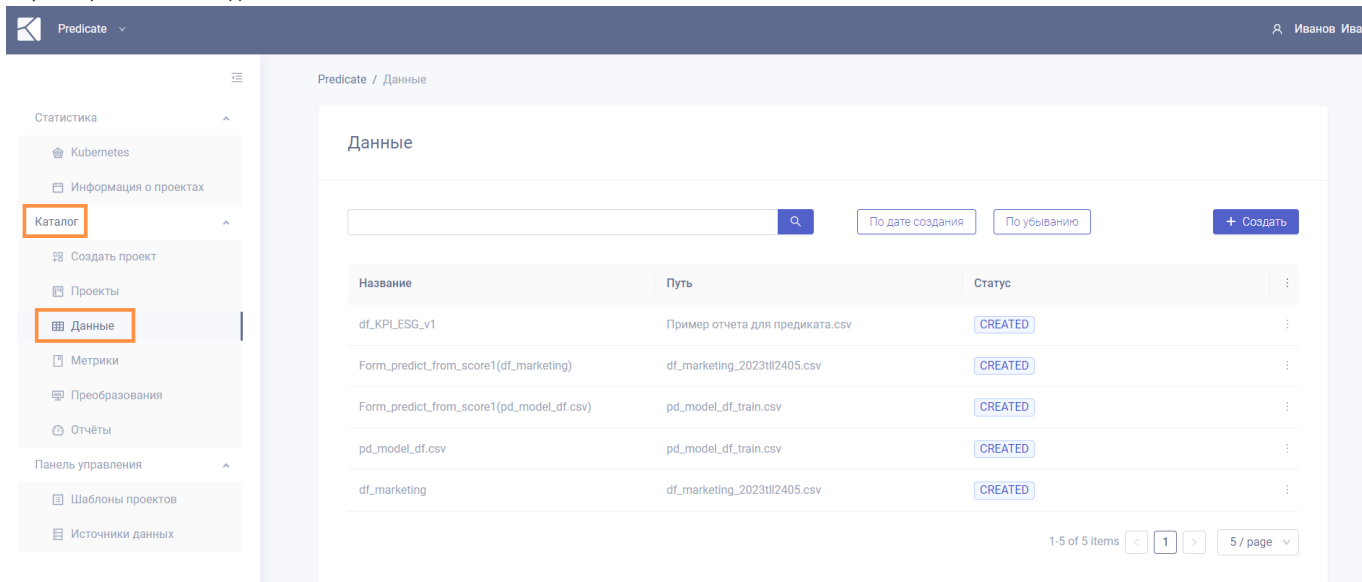 Predicate
Иванов Ива
Predicate / Данные
Статистика
Kubernetes
Информация о проектах
Каталог
Создать проект
Проекты
Данные
Метрики
Преобразования
Отчёты
Панель управления
Шаблоны проектов
Источники данных
Данные
По дате создания
По убыванию
+ Создать
Название Путь Статус
df_KPI_ESG_v1 Пример отчета для предиката.csv CREATED
Form_predict_from_score1(df_marketing) df_marketing_2023tll2405.csv CREATED
Form_predict_from_score1(pd_model_df.csv) pd_model_df_train.csv CREATED
pd_model_df.csv pd_model_df_train.csv CREATED
df_marketing df_marketing_2023tll2405.csv CREATED
1-5 of 5 items < 1 > 5 / page